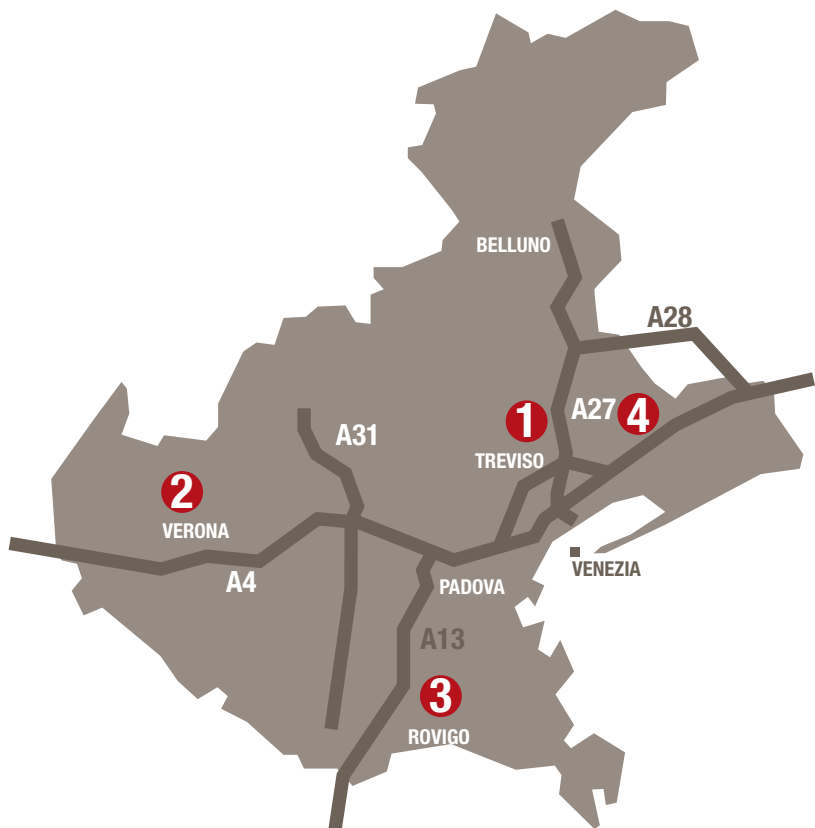 BELLUNO
A28
1
A27
4
A31
TREVISO
2
VERONA
VENEZIA
A4
PADOVA
A13
3
ROVIGO